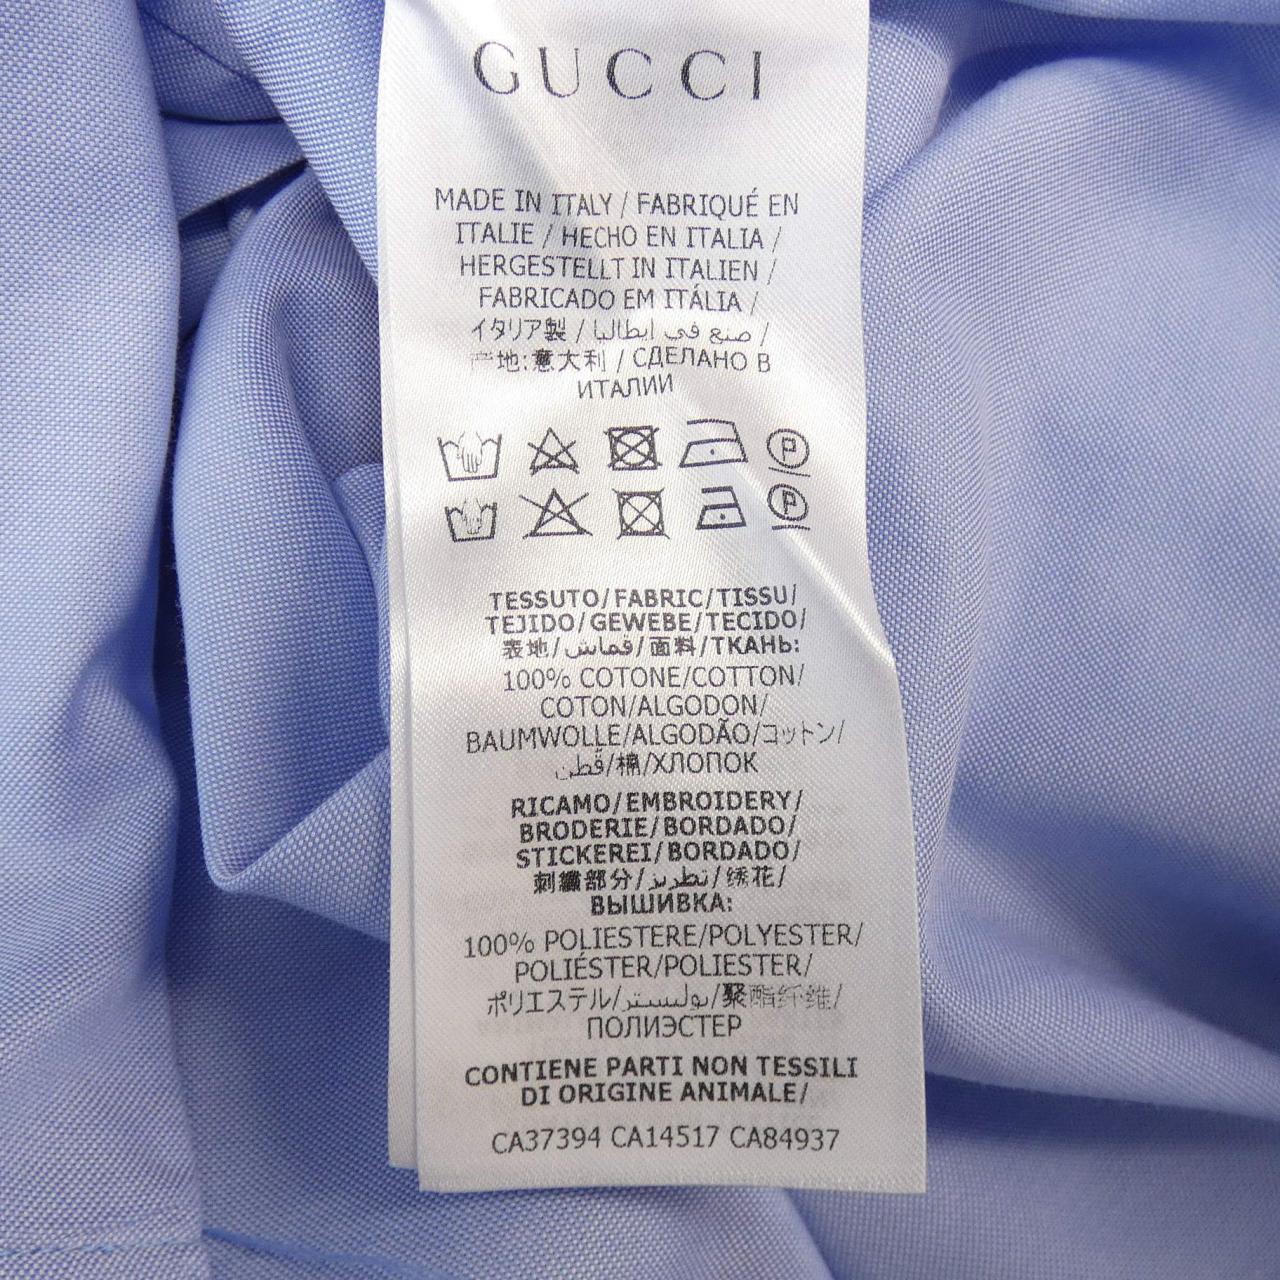 GUCCI
MADE IN ITALY / FABRIQUÉ EN
ITALIE / HECHO EN ITALIA /
HERGESTELLT IN ITALIEN /
FABRICADO EM ITÁLIA /
イタリア製 / صنع في إيطاليا /
产地:意大利 / СДЕЛАНО В
ИТАЛИИ
P
P
TESSUTO/FABRIC/TISSU/
TEJIDO/GEWEBE/TECIDO/
表地/قماش/面料/ТКАНЬ:
100% COTONE/COTTON/
COTON/ALGODON/
BAUMWOLLE/ALGODÃO/コットン/
قطن/棉/ХЛОПОК
RICAMO/EMBROIDERY/
BRODERIE/BORDADO/
STICKEREI/BORDADO/
刺繍部分/تطريز/绣花/
ВЫШИВКА:
100% POLIESTERE/POLYESTER/
POLIÉSTER/POLIESTER/
ポリエステル/بوليستر/聚酯纤维/
ПОЛИЭСТЕР
CONTIENE PARTI NON TESSILI
DI ORIGINE ANIMALE/
CA37394 CA14517 CA84937